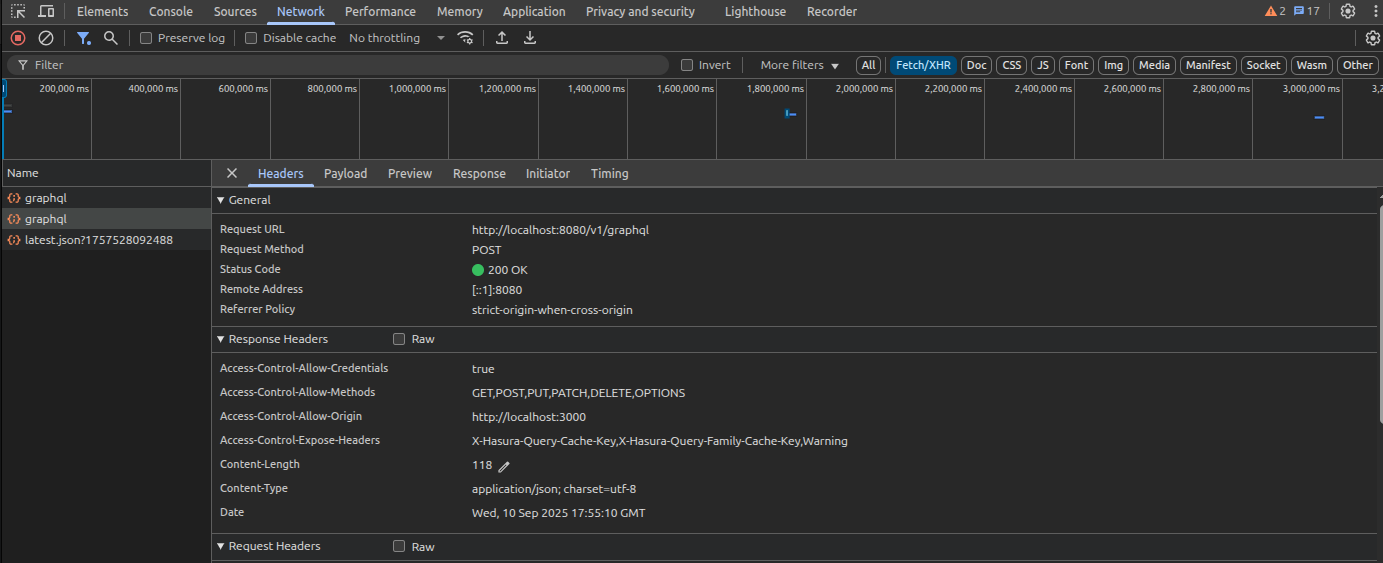 Elements Console Sources Network Performance Memory Application Privacy and security Lighthouse Recorder 2 17
Preserve log Disable cache No throttling
Filter Invert More filters All Fetch/XHR Doc CSS JS Font Img Media Manifest Socket Wasm Other
200,000 ms 400,000 ms 600,000 ms 800,000 ms 1,000,000 ms 1,200,000 ms 1,400,000 ms 1,600,000 ms 1,800,000 ms 2,000,000 ms 2,200,000 ms 2,400,000 ms 2,600,000 ms 2,800,000 ms 3,000,000 ms 3,2
Name Headers Payload Preview Response Initiator Timing
graphql
graphql
latest.json?1757528092488
General
Request URL http://localhost:8080/v1/graphql
Request Method POST
Status Code 200 OK
Remote Address [::1]:8080
Referrer Policy strict-origin-when-cross-origin
Response Headers Raw
Access-Control-Allow-Credentials true
Access-Control-Allow-Methods GET,POST,PUT,PATCH,DELETE,OPTIONS
Access-Control-Allow-Origin http://localhost:3000
Access-Control-Expose-Headers X-Hasura-Query-Cache-Key,X-Hasura-Query-Family-Cache-Key,Warning
Content-Length 118
Content-Type application/json; charset=utf-8
Date Wed, 10 Sep 2025 17:55:10 GMT
Request Headers Raw